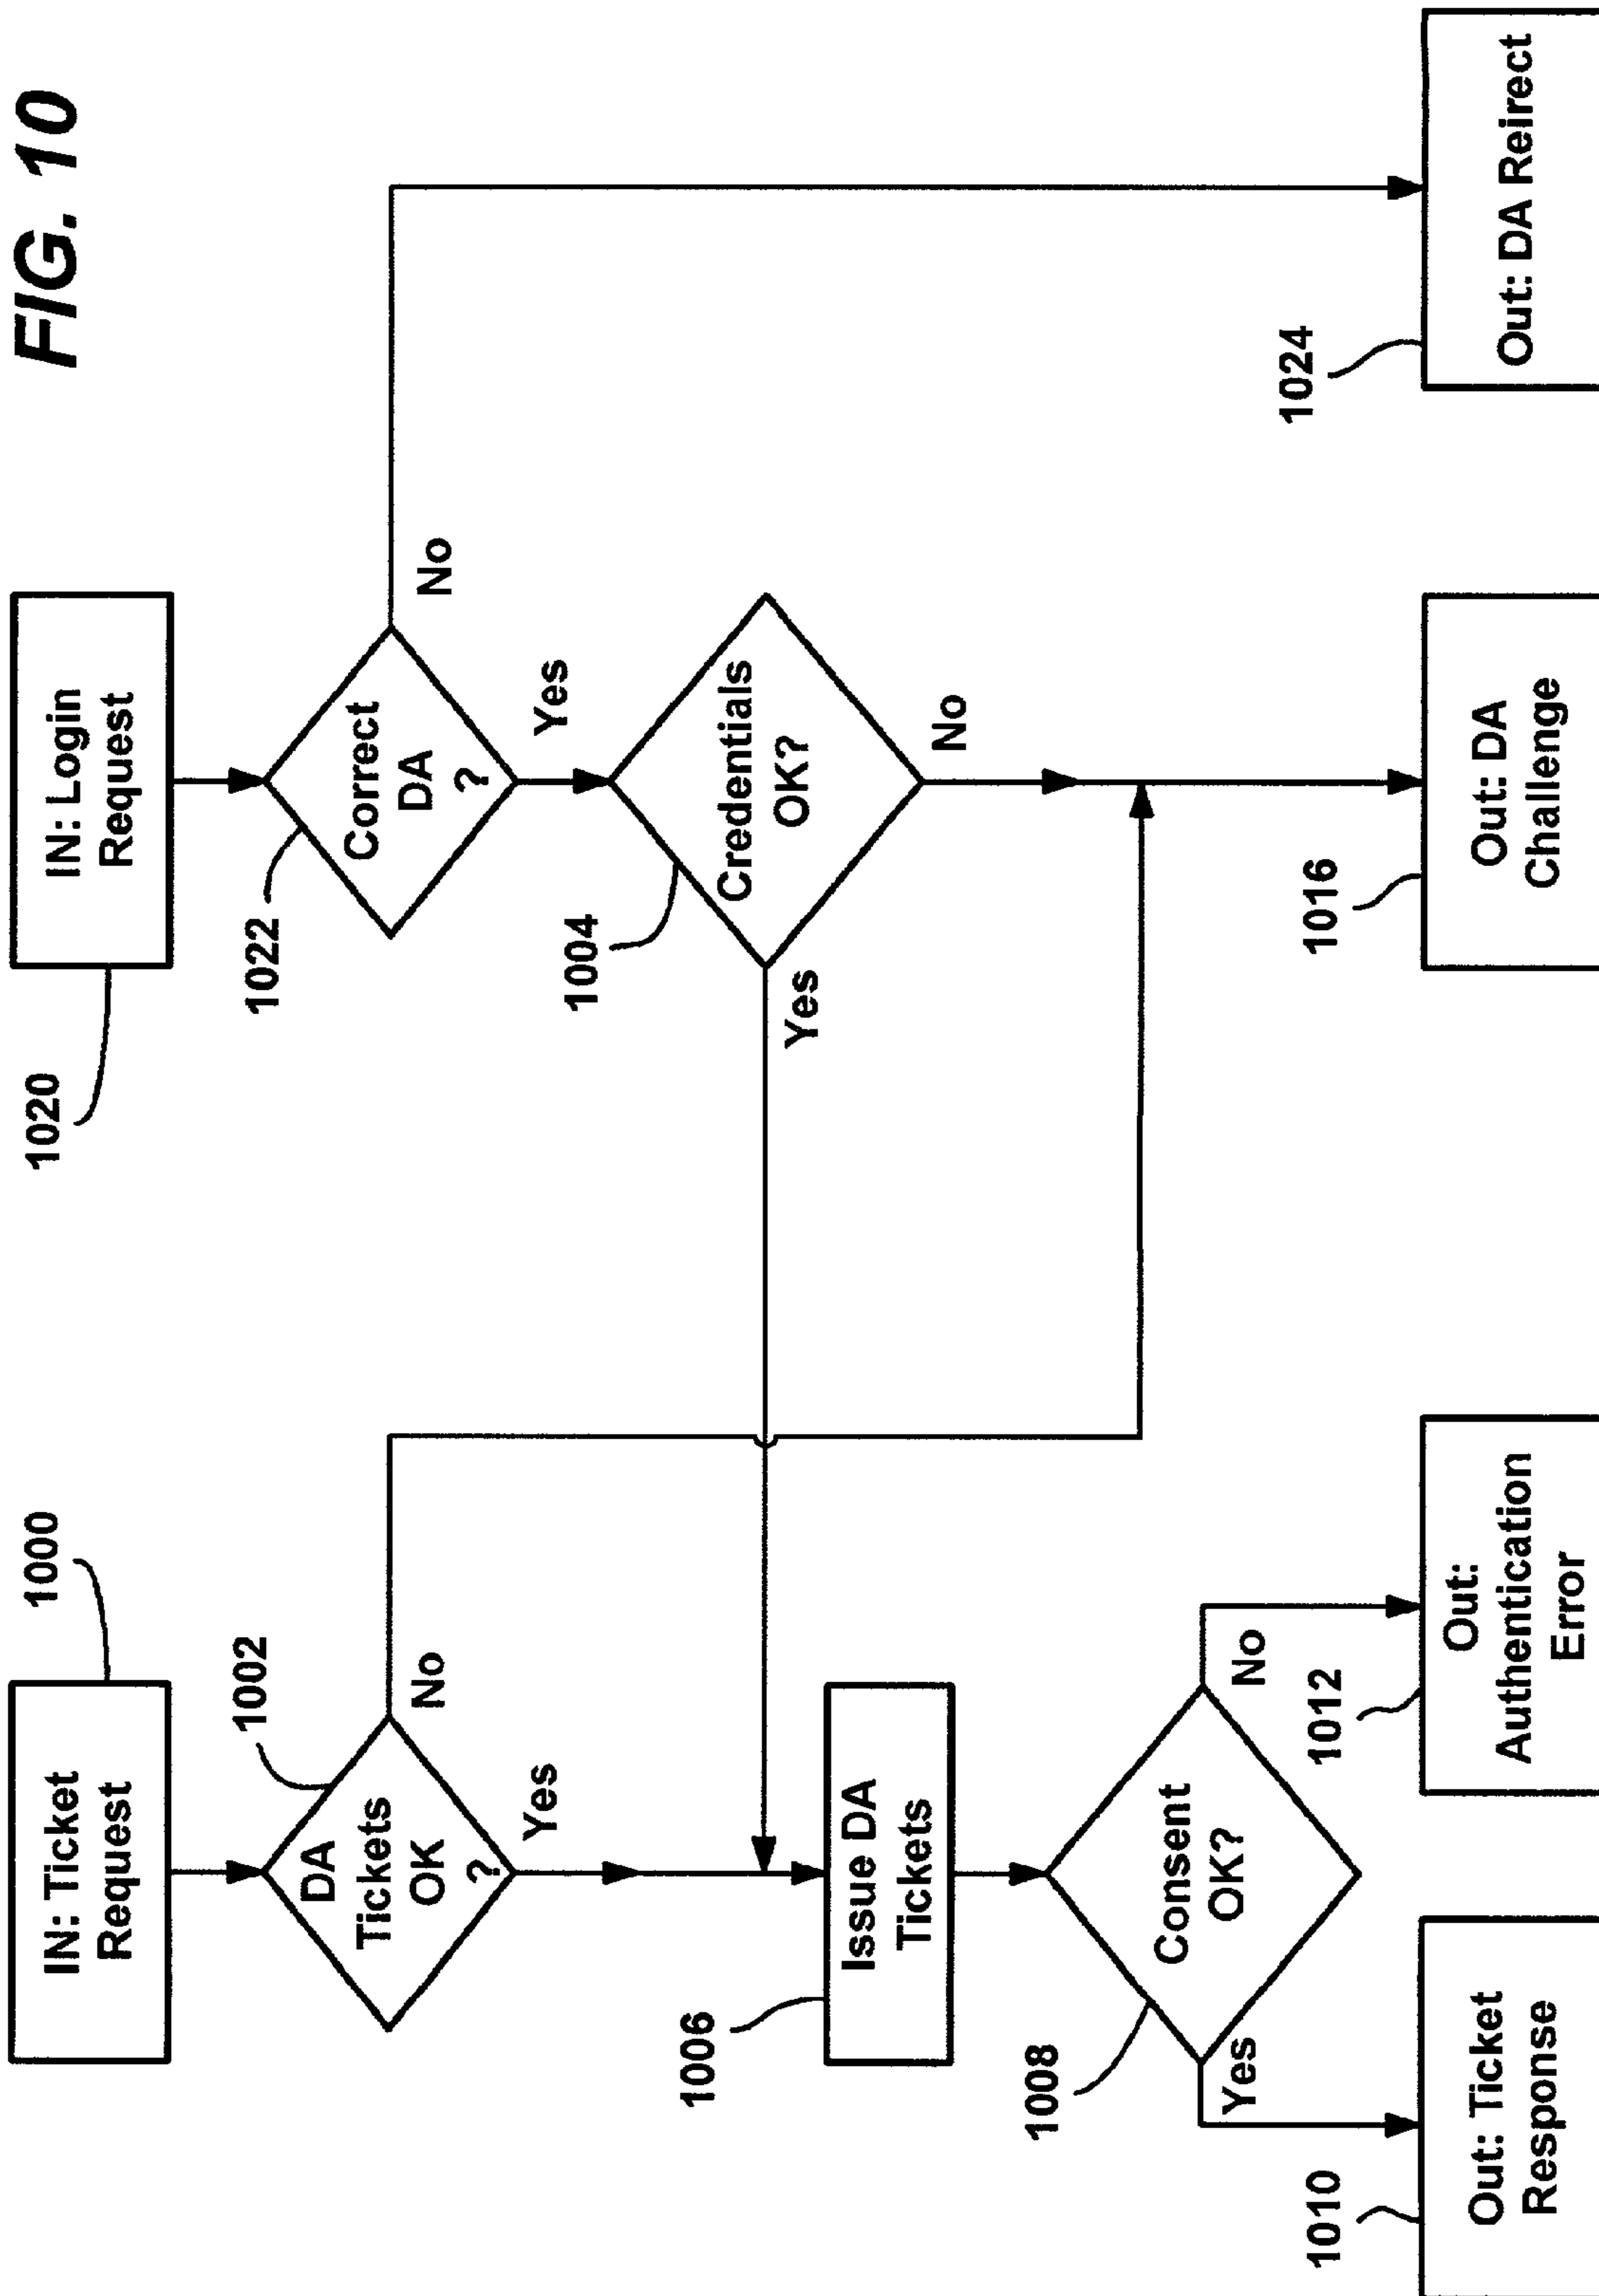 FIG. 10
1000
IN: Ticket
Request
1002
DA
Tickets
OK
?
No
Yes
1006
Issue DA
Tickets
1008
Consent
OK?
Yes
No
1010
Out: Ticket
Response
1012
Out:
Authentication
Error
1020
IN: Login
Request
1022
Correct
DA
?
No
Yes
1004
Credentials
OK?
Yes
No
1016
Out: DA
Challenge
1024
Out: DA Reirect